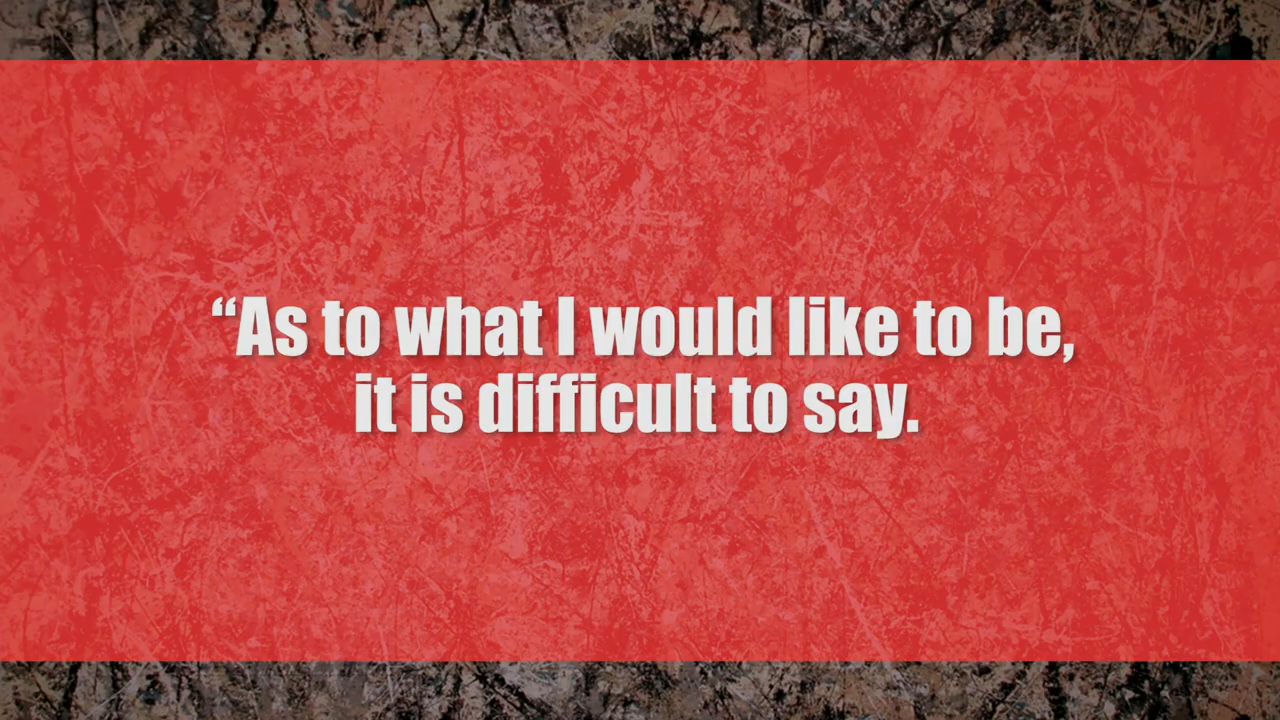 “As to what I would like to be,
it is difficult to say.